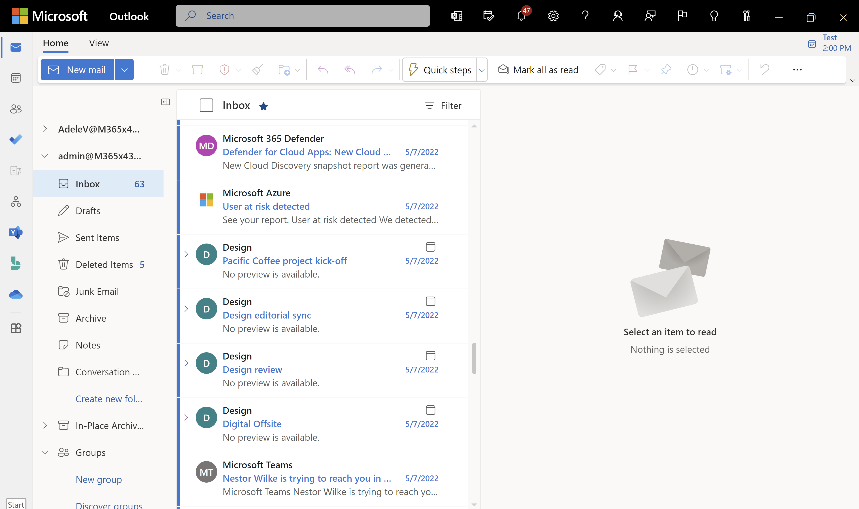 Microsoft
Outlook
Search
47
Home
View
Test
2:00 PM
New mail
Quick steps
Mark all as read
AdeleV@M365x4...
admin@M365x43...
Inbox
63
Drafts
Sent Items
Deleted Items
5
Junk Email
Archive
Notes
Conversation ...
Create new fol...
In-Place Archiv...
Groups
New group
Discover groups
Start
Inbox
Filter
MD
Microsoft 365 Defender
Defender for Cloud Apps: New Cloud ...
5/7/2022
New Cloud Discovery snapshot report was genera...
Microsoft Azure
User at risk detected
5/7/2022
See your report. User at risk detected We detected...
D
Design
Pacific Coffee project kick-off
5/7/2022
No preview is available.
D
Design
Design editorial sync
5/7/2022
No preview is available.
D
Design
Design review
5/7/2022
No preview is available.
D
Design
Digital Offsite
5/7/2022
No preview is available.
MT
Microsoft Teams
Nestor Wilke is trying to reach you in ...
5/7/2022
Microsoft Teams Nestor Wilke is trying to reach yo...
Select an item to read
Nothing is selected